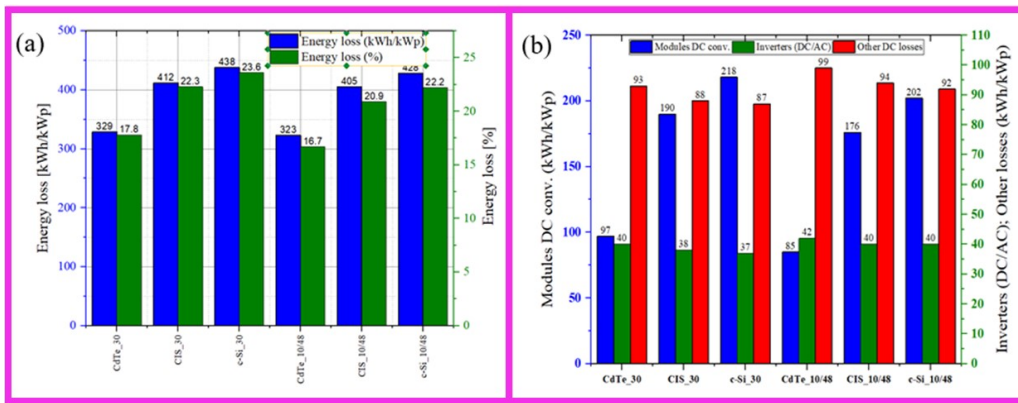 (a)
Energy loss (kWh/kWp)
Energy loss (%)
Energy loss [kWh/kWp]
500
400
300
200
100
0
329
17.8
412
22.3
438
23.6
323
16.7
405
20.9
428
22.2
25
20
15
10
5
0
Energy loss [%]
CdTe_30
CIS_30
c-Si_30
CdTe_10/48
CIS_10/48
c-Si_10/48
(b)
Modules DC conv.
Inverters (DC/AC)
Other DC losses
Modules DC conv. (kWh/kWp)
250
200
150
100
50
0
97
40
93
190
38
88
218
37
87
85
42
99
176
40
94
202
40
92
110
100
90
80
70
60
50
40
30
20
10
0
Inverters (DC/AC); Other losses (kWh/kWp)
CdTe_30
CIS_30
c-Si_30
CdTe_10/48
CIS_10/48
c-Si_10/48